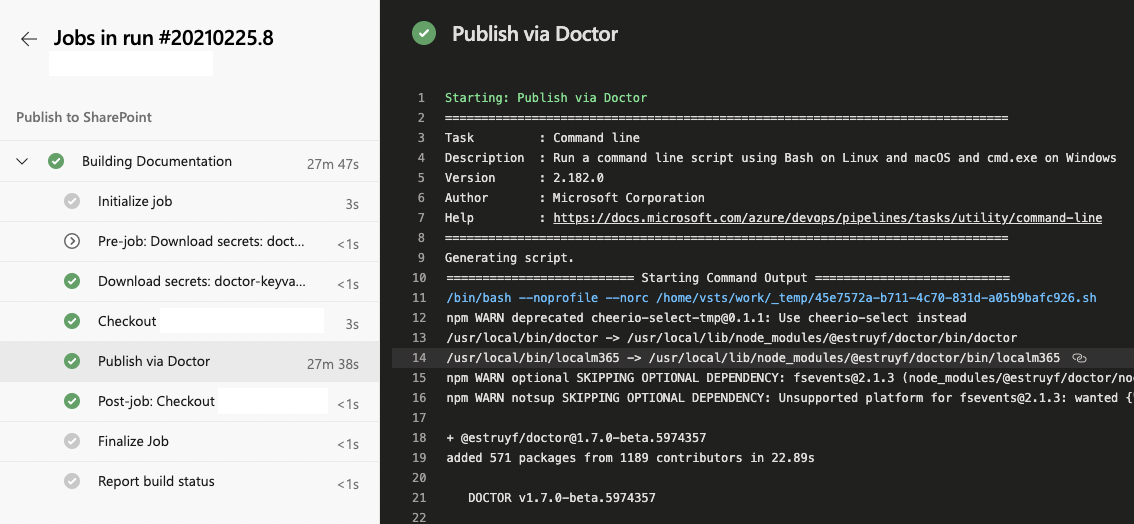 Jobs in run #20210225.8
Publish to SharePoint
Building Documentation 27m 47s
Initialize job 3s
Pre-job: Download secrets: doct... <1s
Download secrets: doctor-keyva... <1s
Checkout 3s
Publish via Doctor 27m 38s
Post-job: Checkout <1s
Finalize Job <1s
Report build status <1s
Publish via Doctor
1 Starting: Publish via Doctor
2 ==============================================================================
3 Task : Command line
4 Description : Run a command line script using Bash on Linux and macOS and cmd.exe on Windows
5 Version : 2.182.0
6 Author : Microsoft Corporation
7 Help : https://docs.microsoft.com/azure/devops/pipelines/tasks/utility/command-line
8 ==============================================================================
9 Generating script.
10 ========================== Starting Command Output ===========================
11 /bin/bash --noprofile --norc /home/vsts/work/_temp/45e7572a-b711-4c70-831d-a05b9bafc926.sh
12 npm WARN deprecated cheerio-select-tmp@0.1.1: Use cheerio-select instead
13 /usr/local/bin/doctor -> /usr/local/lib/node_modules/@estruyf/doctor/bin/doctor
14 /usr/local/bin/localm365 -> /usr/local/lib/node_modules/@estruyf/doctor/bin/localm365
15 npm WARN optional SKIPPING OPTIONAL DEPENDENCY: fsevents@2.1.3 (node_modules/@estruyf/doctor/no
16 npm WARN notsup SKIPPING OPTIONAL DEPENDENCY: Unsupported platform for fsevents@2.1.3: wanted {"
17
18 + @estruyf/doctor@1.7.0-beta.5974357
19 added 571 packages from 1189 contributors in 22.89s
20
21 DOCTOR v1.7.0-beta.5974357
22